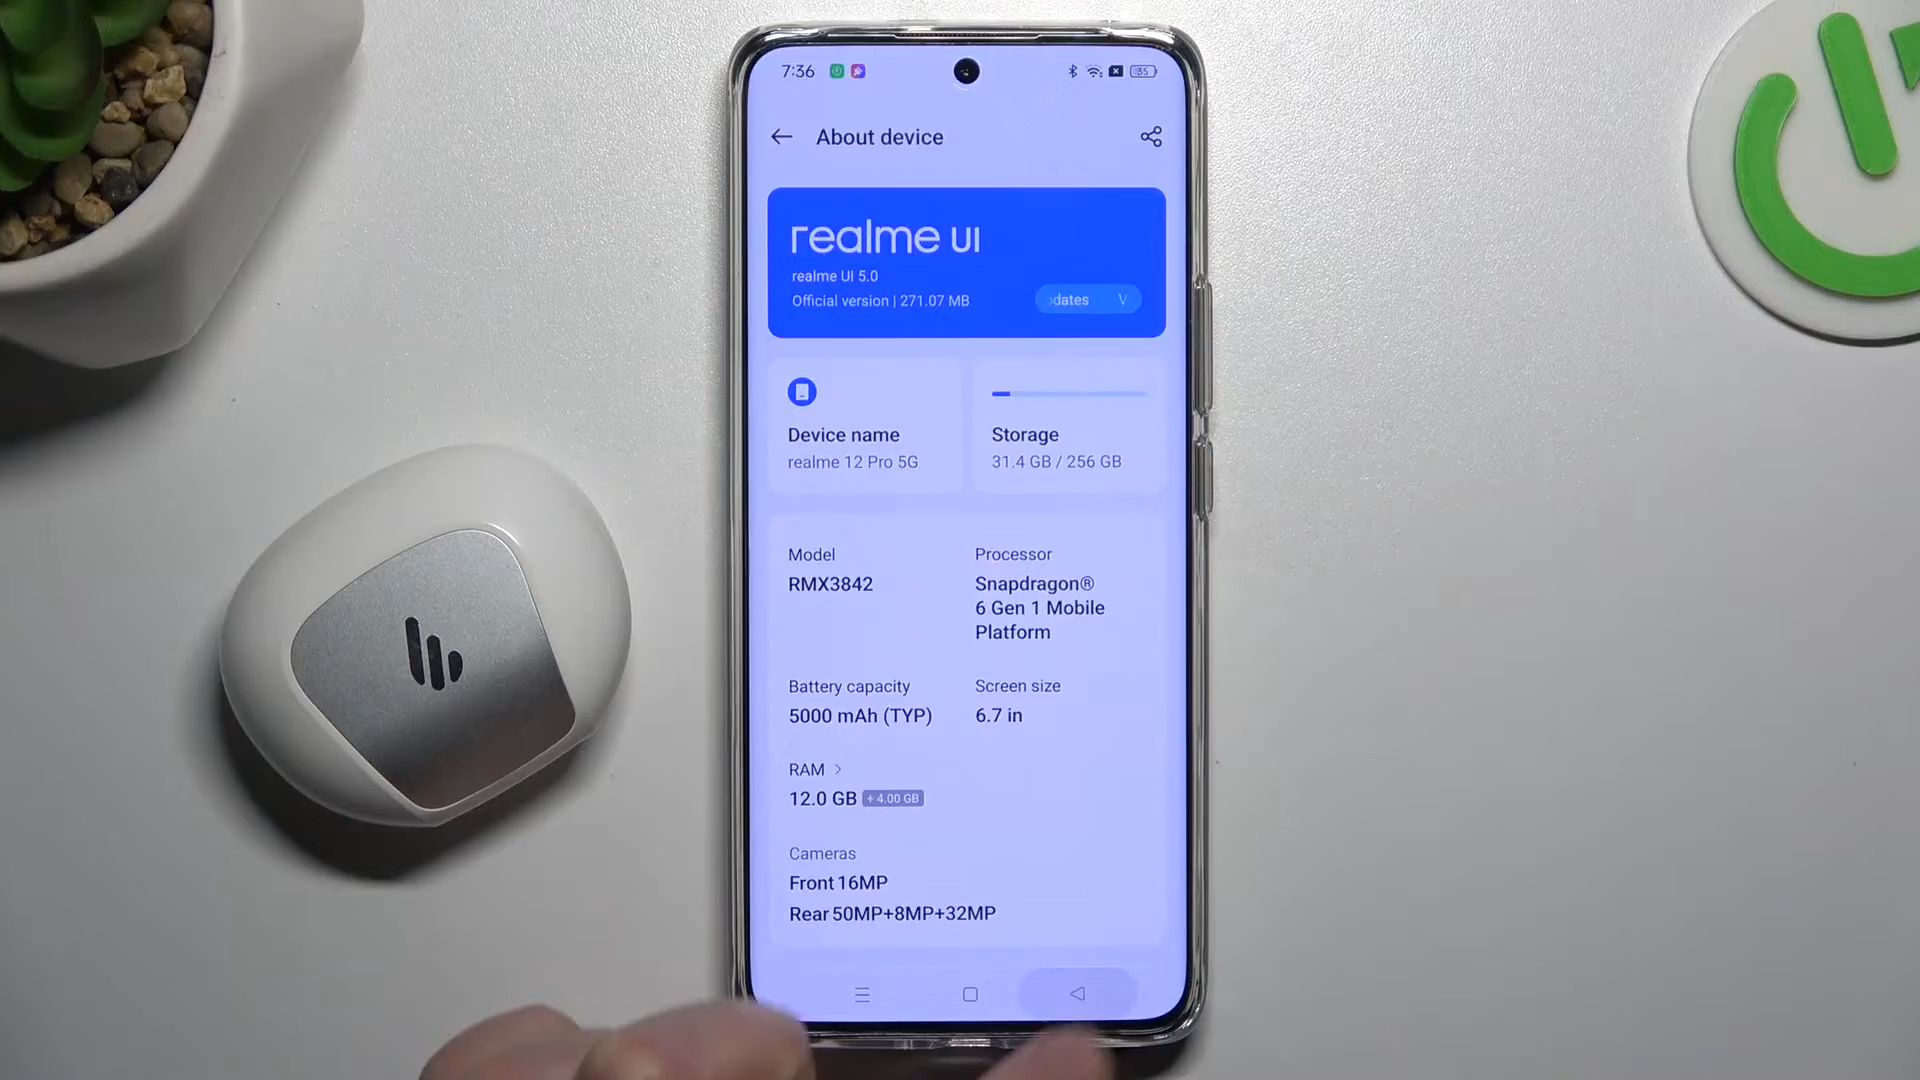 7:36
35
About device
realme UI
realme UI 5.0
Official version | 271.07 MB
dates V
Device name
realme 12 Pro 5G
Storage
31.4 GB / 256 GB
Model
RMX3842
Processor
Snapdragon®
6 Gen 1 Mobile
Platform
Battery capacity
5000 mAh (TYP)
Screen size
6.7 in
RAM
12.0 GB + 4.00 GB
Cameras
Front 16MP
Rear 50MP+8MP+32MP